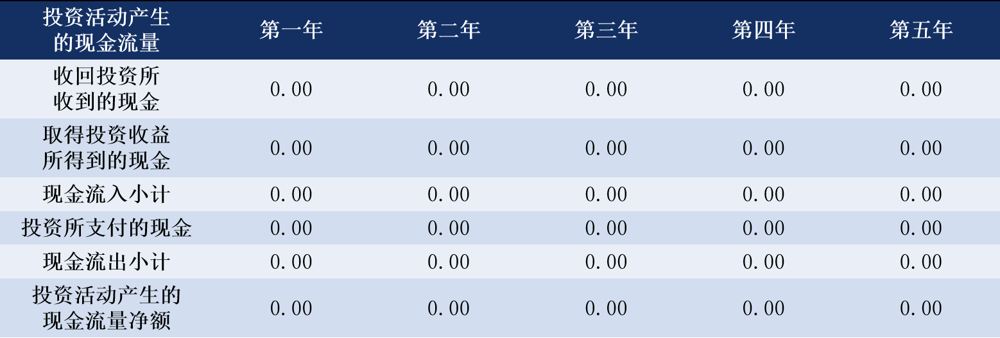 投资活动产生
的现金流量 第一年 第二年 第三年 第四年 第五年
收回投资所
收到的现金 0.00 0.00 0.00 0.00 0.00
取得投资收益
所得到的现金 0.00 0.00 0.00 0.00 0.00
现金流入小计 0.00 0.00 0.00 0.00 0.00
投资所支付的现金 0.00 0.00 0.00 0.00 0.00
现金流出小计 0.00 0.00 0.00 0.00 0.00
投资活动产生的
现金流量净额 0.00 0.00 0.00 0.00 0.00